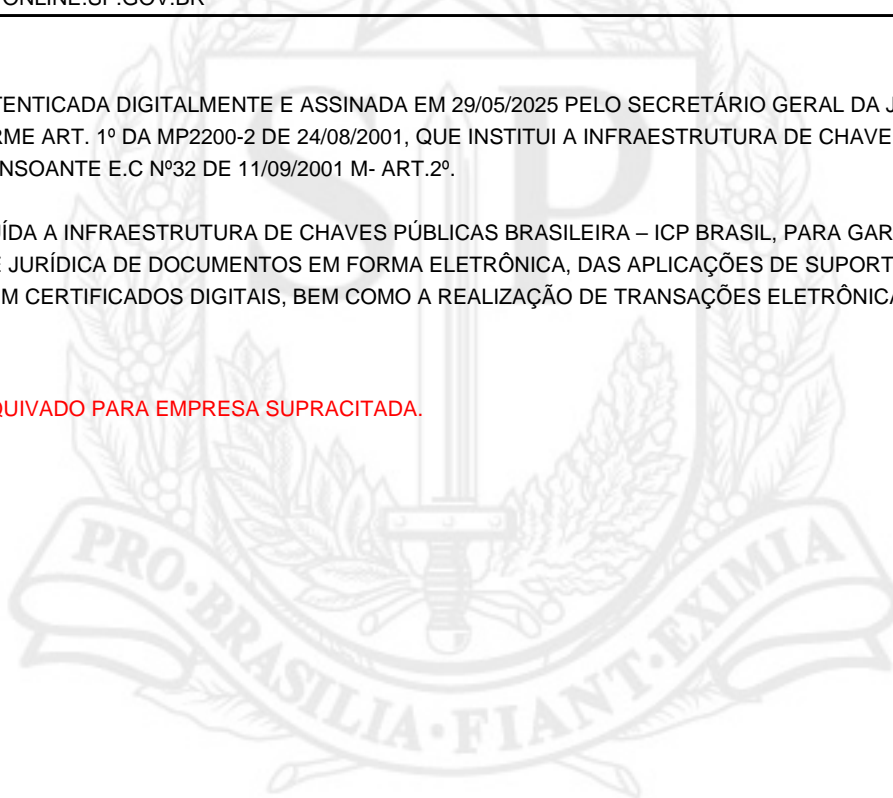 ONLINE.SP.GOV.BR
TENTICADA DIGITALMENTE E ASSINADA EM 29/05/2025 PELO SECRETÁRIO GERAL DA J
RME ART. 1º DA MP2200-2 DE 24/08/2001, QUE INSTITUI A INFRAESTRUTURA DE CHAVE
NSOANTE E.C Nº32 DE 11/09/2001 M- ART.2º.
ÍDA A INFRAESTRUTURA DE CHAVES PÚBLICAS BRASILEIRA – ICP BRASIL, PARA GAR
E JURÍDICA DE DOCUMENTOS EM FORMA ELETRÔNICA, DAS APLICAÇÕES DE SUPORT
M CERTIFICADOS DIGITAIS, BEM COMO A REALIZAÇÃO DE TRANSAÇÕES ELETRÔNICA
QUIVADO PARA EMPRESA SUPRACITADA.
SP
PRO·BRASILIA·FIANT·EXIMIA